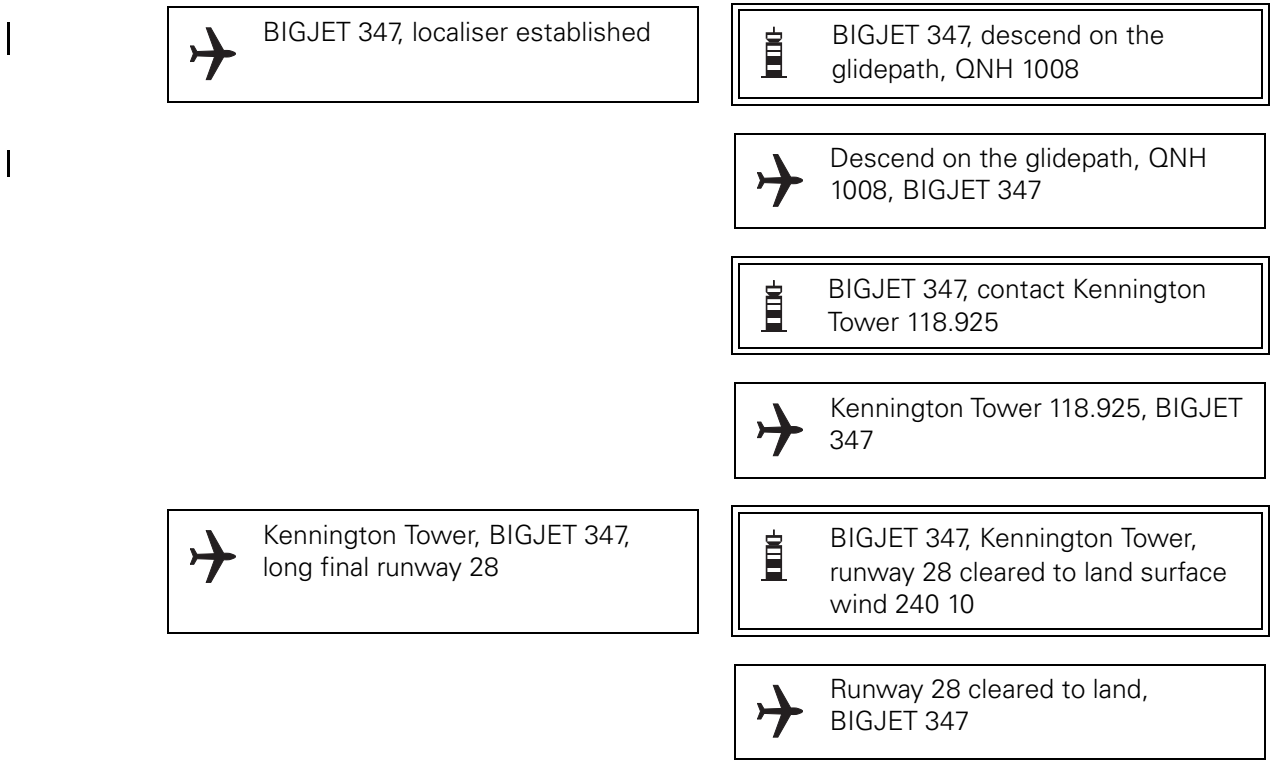 BIGJET 347, localiser established
BIGJET 347, descend on the
glidepath, QNH 1008
Descend on the glidepath, QNH
1008, BIGJET 347
BIGJET 347, contact Kennington
Tower 118.925
Kennington Tower 118.925, BIGJET
347
Kennington Tower, BIGJET 347,
long final runway 28
BIGJET 347, Kennington Tower,
runway 28 cleared to land surface
wind 240 10
Runway 28 cleared to land,
BIGJET 347